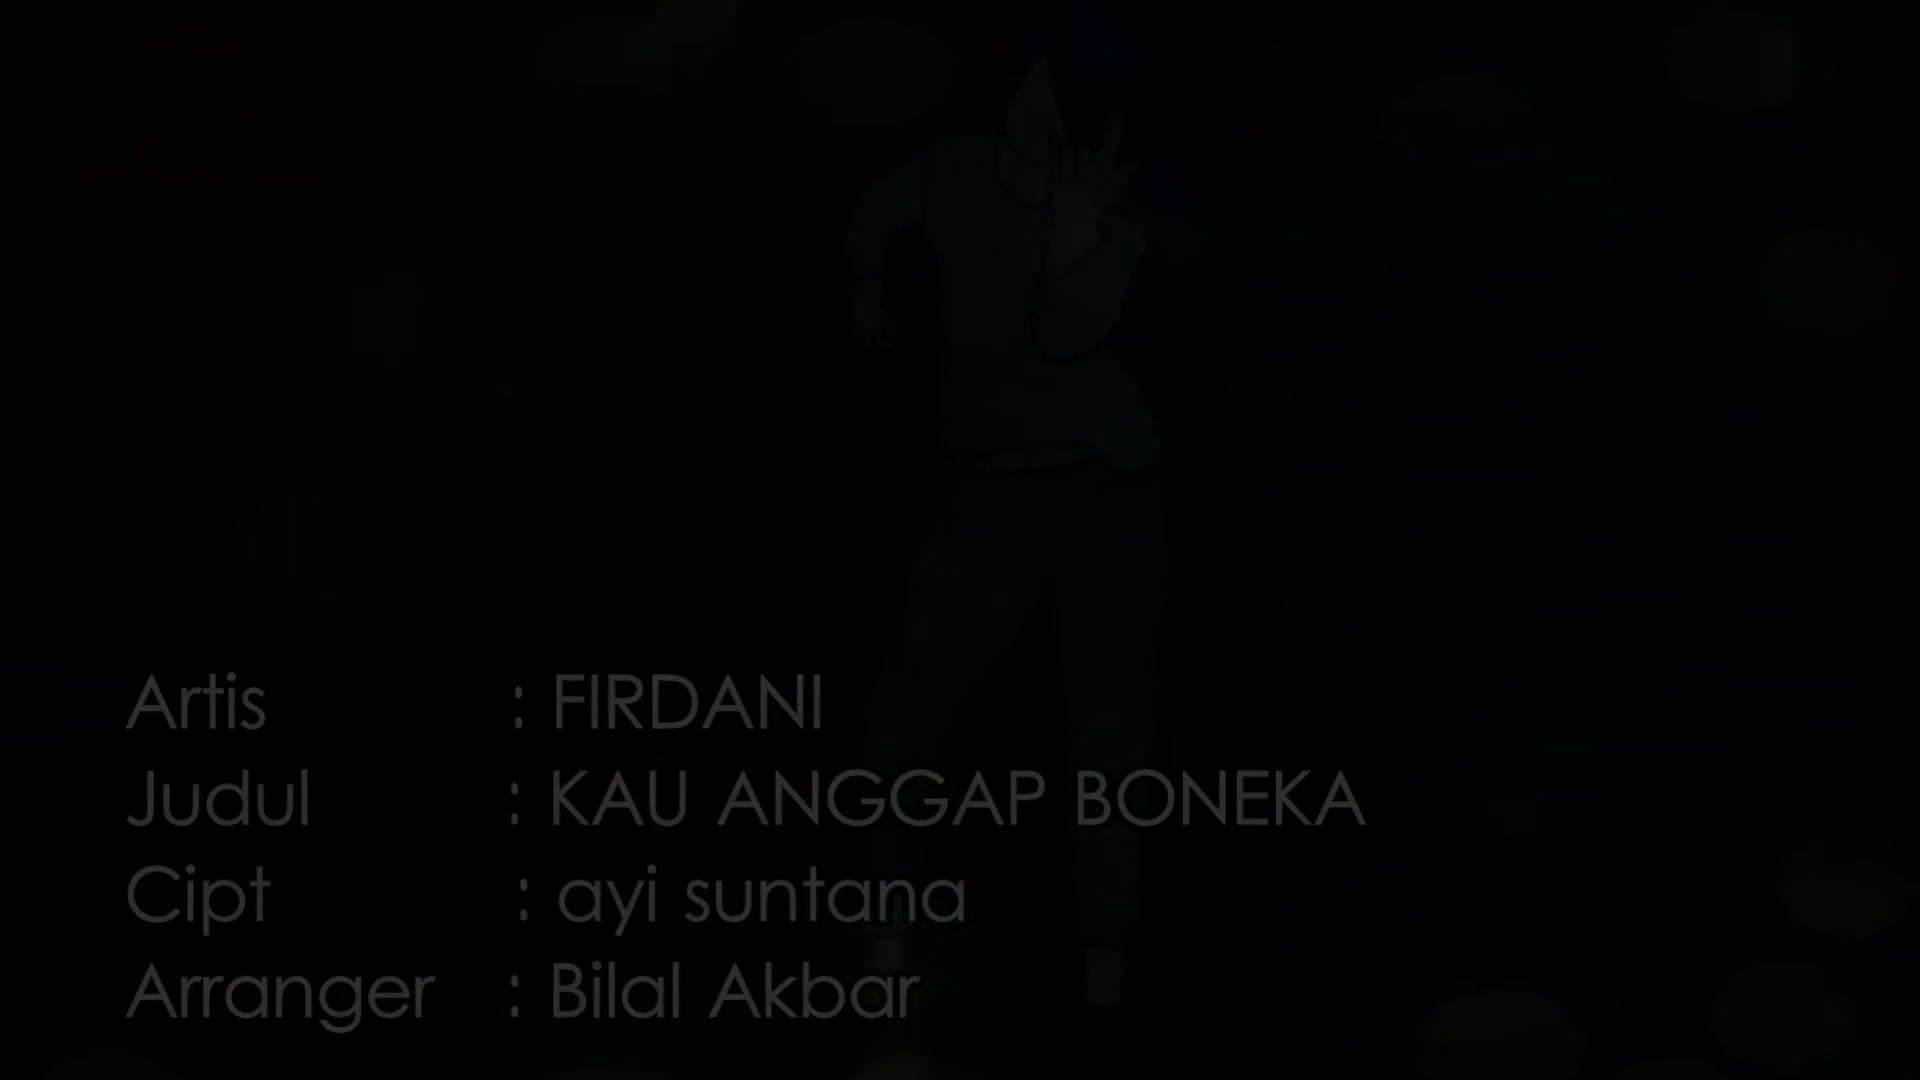 Artis : FIRDANI
Judul : KAU ANGGAP BONEKA
Cipt : ayi suntana
Arranger : Bilal Akbar